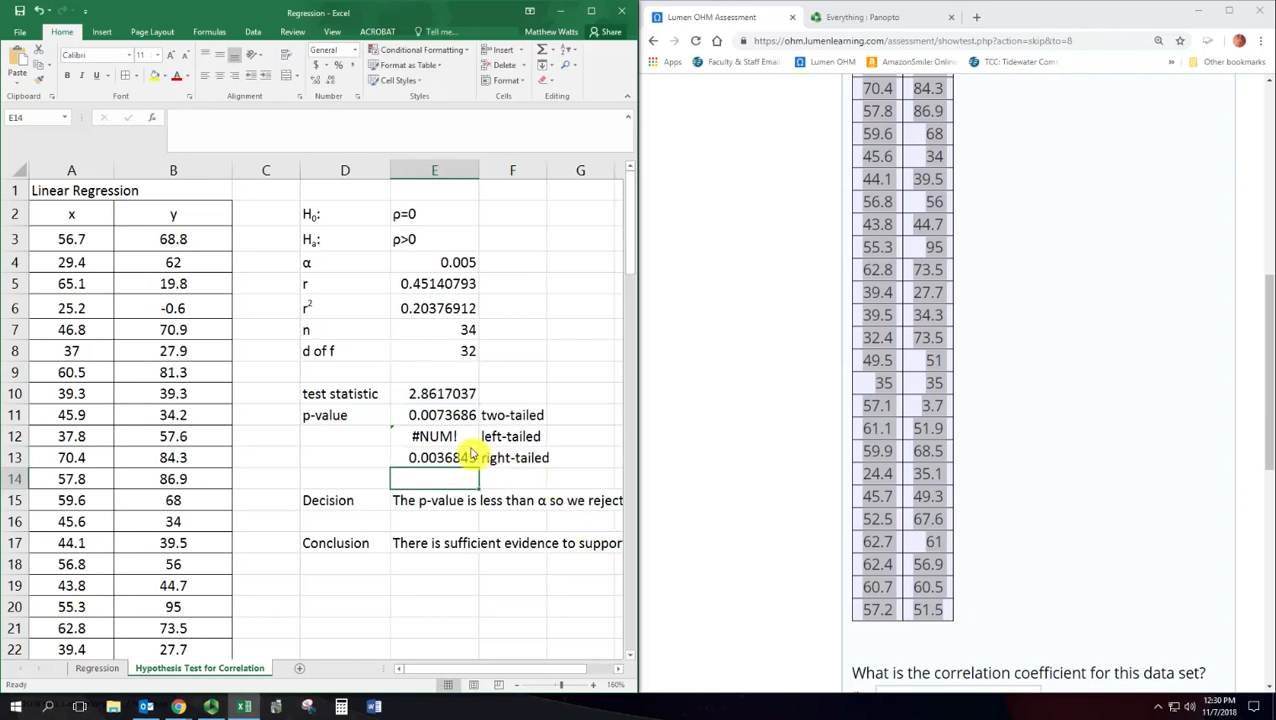 Regression - Excel
File Home Insert Page Layout Formulas Data Review View ACROBAT Tell me... Matthew Watts Share
Paste Calibri 11 General Conditional Formatting Insert
Format as Table Delete
Cell Styles Format
Clipboard Font Alignment Number Styles Cells Editing
E14 fx
A B C D E F G
1 Linear Regression
2 x y H0: ρ=0
3 56.7 68.8 Ha: ρ>0
4 29.4 62 α 0.005
5 65.1 19.8 r 0.45140793
6 25.2 -0.6 r2 0.20376912
7 46.8 70.9 n 34
8 37 27.9 d of f 32
9 60.5 81.3
10 39.3 39.3 test statistic 2.8617037
11 45.9 34.2 p-value 0.0073686 two-tailed
12 37.8 57.6 #NUM! left-tailed
13 70.4 84.3 right-tailed
14 57.8 86.9
15 59.6 68 Decision The p-value is less than α so we reject
16 45.6 34
17 44.1 39.5 Conclusion There is sufficient evidence to suppor
18 56.8 56
19 43.8 44.7
20 55.3 95
21 62.8 73.5
22 39.4 27.7
Regression Hypothesis Test for Correlation
Ready 160%
Lumen OHM Assessment Everything : Panopto
https://ohm.lumenlearning.com/assessment/showtest.php?action=skip&to=8
Apps Faculty & Staff Email Lumen OHM AmazonSmile: Onlin TCC: Tidewater Com » Other bookmarks
70.4 84.3
57.8 86.9
59.6 68
45.6 34
44.1 39.5
56.8 56
43.8 44.7
55.3 95
62.8 73.5
39.4 27.7
39.5 34.3
32.4 73.5
49.5 51
35 35
57.1 3.7
61.1 51.9
59.9 68.5
24.4 35.1
45.7 49.3
52.5 67.6
62.7 61
62.4 56.9
60.7 60.5
57.2 51.5
What is the correlation coefficient for this data set?
12:30 PM
11/7/2018